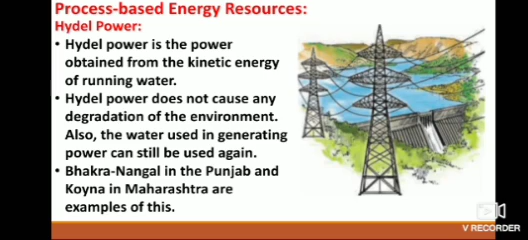 Process-based Energy Resources:
Hydel Power:
• Hydel power is the power
obtained from the kinetic energy
of running water.
• Hydel power does not cause any
degradation of the environment.
Also, the water used in generating
power can still be used again.
• Bhakra-Nangal in the Punjab and
Koyna in Maharashtra are
examples of this.
V RECORDER